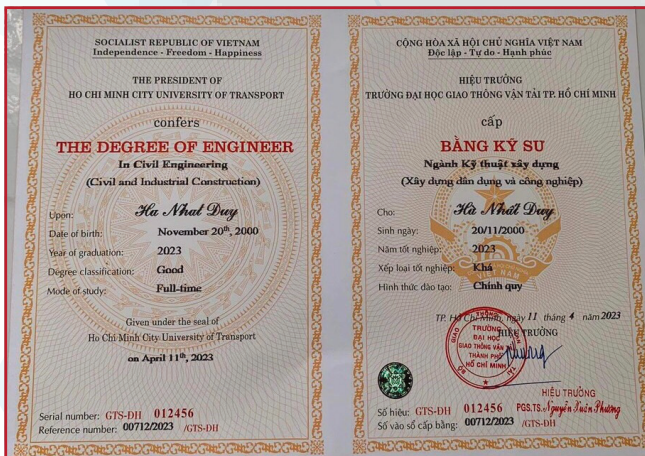 SOCIALIST REPUBLIC OF VIETNAM
Independence - Freedom - Happiness
THE PRESIDENT OF
HO CHI MINH CITY UNIVERSITY OF TRANSPORT
confers
THE DEGREE OF ENGINEER
In Civil Engineering
(Civil and Industrial Construction)
Upon: Ha Nhat Duy
Date of birth: November 20th, 2000
Year of graduation: 2023
Degree classification: Good
Mode of study: Full-time
Given under the seal of
Ho Chi Minh City University of Transport
on April 11th, 2023
Serial number: GTS-ĐH 012456
Reference number: 00712/2023 /GTS-ĐH
CỘNG HÒA XÃ HỘI CHỦ NGHĨA VIỆT NAM
Độc lập - Tự do - Hạnh phúc
HIỆU TRƯỞNG
TRƯỜNG ĐẠI HỌC GIAO THÔNG VẬN TẢI TP. HỒ CHÍ MINH
cấp
BẰNG KỸ SƯ
Ngành Kỹ thuật xây dựng
(Xây dựng dân dụng và công nghiệp)
Cho: Hà Nhất Duy
Sinh ngày: 20/11/2000
Năm tốt nghiệp: 2023
Xếp loại tốt nghiệp: Khá
Hình thức đào tạo: Chính quy
VIỆT NAM
TP. Hồ Chí Minh, ngày 11 tháng 4 năm 2023
HIỆU TRƯỞNG
TRƯỜNG
ĐẠI HỌC
GIAO THÔNG VẬN TẢI
THÀNH PHỐ
HỒ CHÍ MINH
HIỆU TRƯỞNG
Số hiệu: GTS-ĐH 012456 PGS.TS. Nguyễn Xuân Phương
Số vào sổ cấp bằng: 00712/2023 /GTS-ĐH